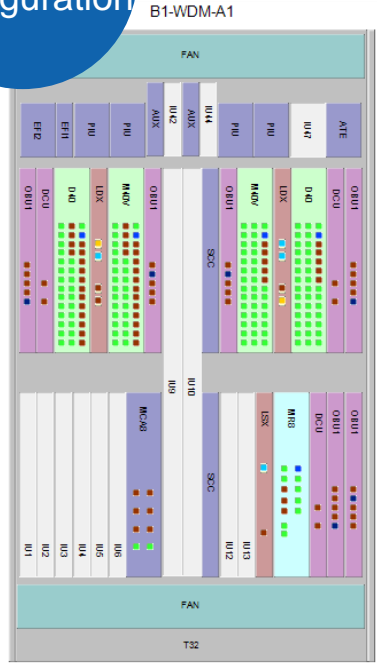 guration
B1-WDM-A1
FAN
EFI2
EFI1
PIU
PIU
AUX
IU42
AUX
IU44
PIU
PIU
IU47
ATE
OBU1
DCU
D40
LDX
M40V
OBU1
SCC
OBU1
M40V
LDX
D40
DCU
OBU1
IU9
IU10
MCA8
SCC
LSX
MR8
DCU
OBU1
OBU1
IU1
IU2
IU3
IU4
IU5
IU6
IU12
IU13
FAN
T32